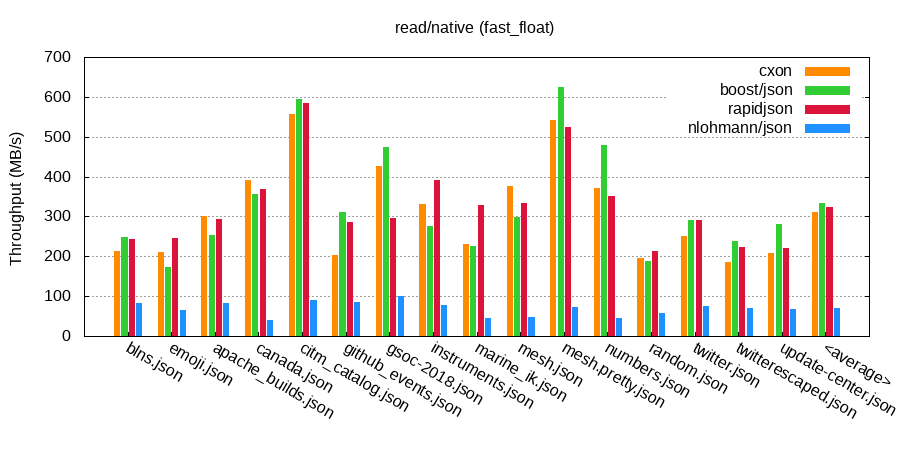 read/native (fast_float)
Throughput (MB/s)
700
600
500
400
300
200
100
0
cxon
boost/json
rapidjson
nlohmann/json
blns.json
emoji.json
apache_builds.json
canada.json
citm_catalog.json
github_events.json
gsoc-2018.json
instruments.json
marine_ik.json
mesh.json
mesh.pretty.json
numbers.json
random.json
twitter.json
twitterescaped.json
update-center.json
<average>